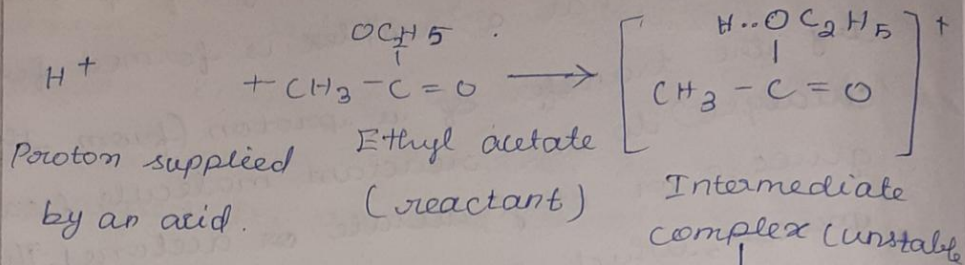 OC2H5 .
H+ + CH3 - C = O ⟶ [ H..OC2H5 ]+
CH3 - C = O
Proton supplied
by an acid.
Ethyl acetate
(reactant)
Intermediate
complex (unstable